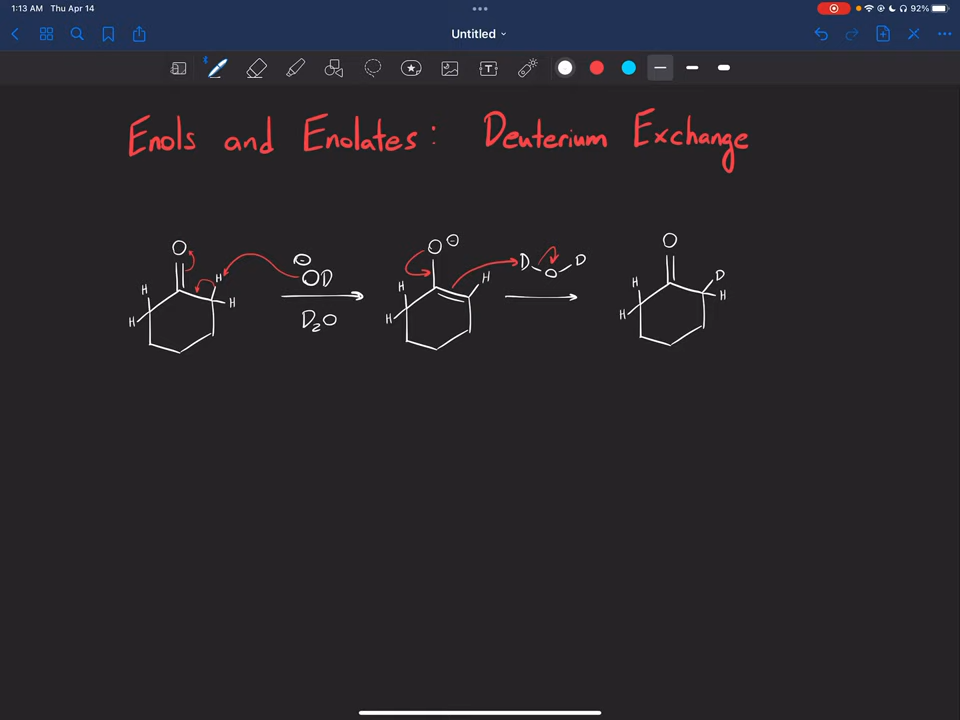 1:13 AM Thu Apr 14
92%
Untitled
Enols and Enolates: Deuterium Exchange
O
H
H
H
H
⊖
OD
D₂O
O ⊖
H
H
H
D
O
D
O
H
H
D
H